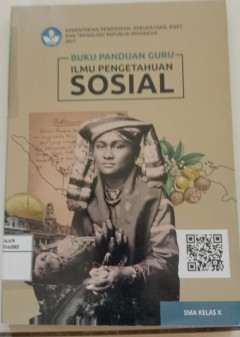 KEMENTERIAN PENDIDIKAN, KEBUDAYAAN, RISET,
DAN TEKNOLOGI REPUBLIK INDONESIA
2021
BUKU PANDUAN GURU
ILMU PENGETAHUAN
SOSIAL
SMA KELAS X